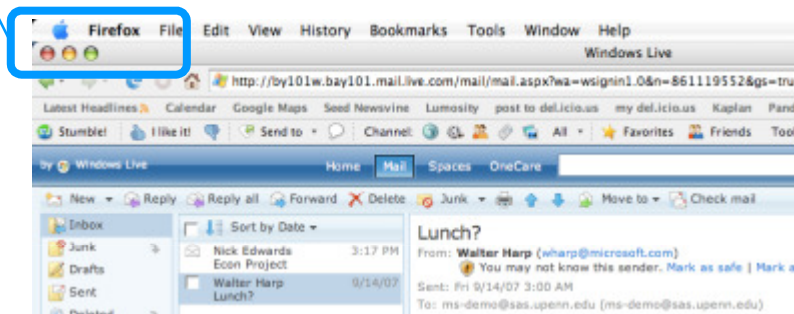 Firefox File Edit View History Bookmarks Tools Window Help
Windows Live
http://by101w.bay101.mail.live.com/mail/mail.aspx?wa=wsignin1.0&n=861119552&gs=tru
Latest Headlines Calendar Google Maps Seed Newsvine Lumosity post to del.icio.us my del.icio.us Kaplan Pand
Stumble! I like it! Send to Channel: All Favorites Friends Tool
by Windows Live Home Mail Spaces OneCare
New Reply Reply all Forward Delete Junk Move to Check mail
Inbox
Junk
Drafts
Sent
Deleted
Sort by Date
Nick Edwards 3:17 PM
Econ Project
Walter Harp 9/14/07
Lunch?
Lunch?
From: Walter Harp (wharp@microsoft.com)
You may not know this sender. Mark as safe | Mark a
Sent: Fri 9/14/07 3:00 AM
To: ms-demo@sas.upenn.edu (ms-demo@sas.upenn.edu)